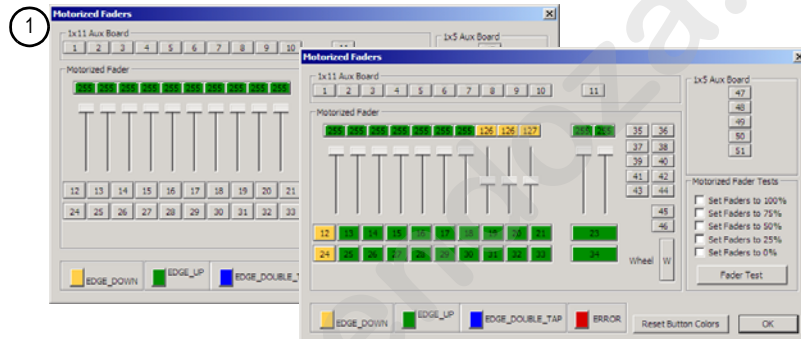 1
Motorized Faders
1x11 Aux Board
1 2 3 4 5 6 7 8 9 10
1x5 Aux Board
Motorized Fader
255 255 255 255 255 255 255 255 255
12 13 14 15 16 17 18 19 20 21
24 25 26 27 28 29 30 31 32 33
EDGE_DOWN EDGE_UP EDGE_DOUBLE_T
Motorized Faders
1x11 Aux Board
1 2 3 4 5 6 7 8 9 10 11
Motorized Fader
255 255 255 255 255 255 255 126 126 127
35 36
37 38
39 40
41 42
43 44
45
46
12 13 14 15 16 17 18 19 20 21 23
24 25 26 27 28 29 30 31 32 33 34
Wheel W
1x5 Aux Board
47
48
49
50
51
Motorized Fader Tests
Set Faders to 100%
Set Faders to 75%
Set Faders to 50%
Set Faders to 25%
Set Faders to 0%
Fader Test
EDGE_DOWN EDGE_UP EDGE_DOUBLE_TAP ERROR Reset Button Colors OK